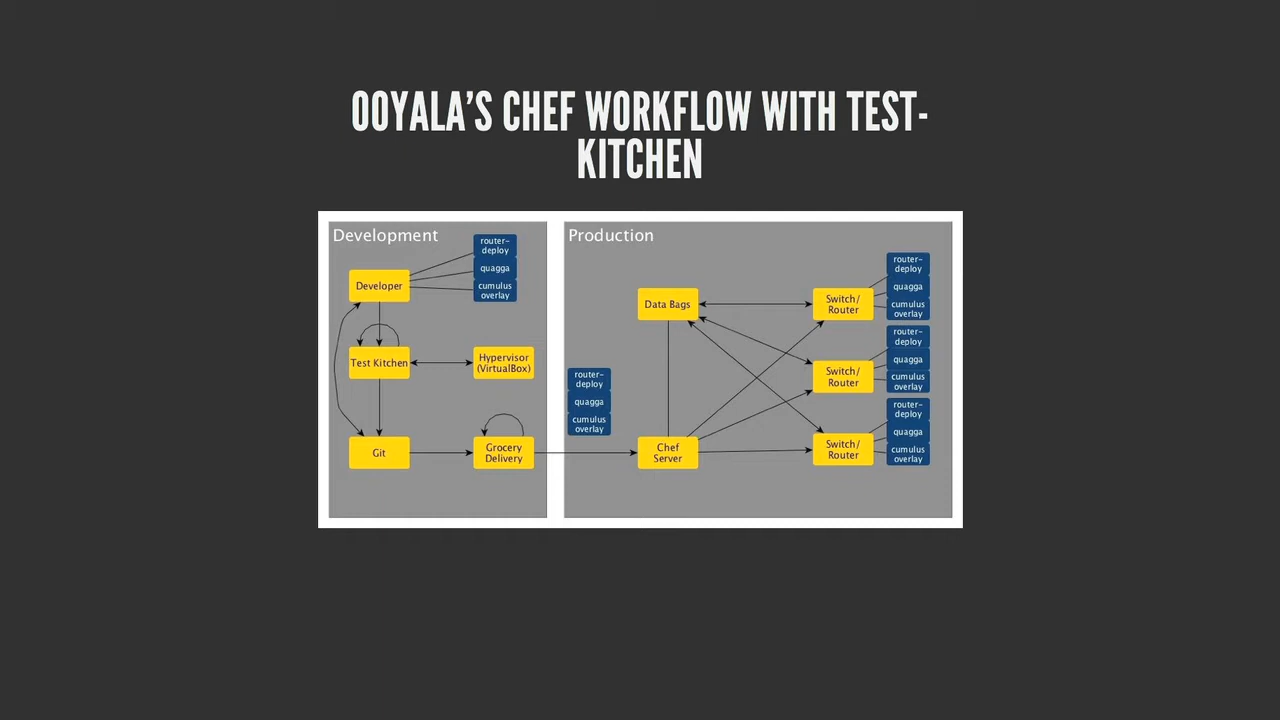 OOYALA'S CHEF WORKFLOW WITH TEST-
KITCHEN
Development
router-
deploy
quagga
cumulus
overlay
Developer
Test Kitchen
Hypervisor
(VirtualBox)
Git
Grocery
Delivery
Production
router-
deploy
quagga
cumulus
overlay
Data Bags
Chef
Server
Switch/
Router
router-
deploy
quagga
cumulus
overlay
Switch/
Router
router-
deploy
quagga
cumulus
overlay
Switch/
Router
router-
deploy
quagga
cumulus
overlay